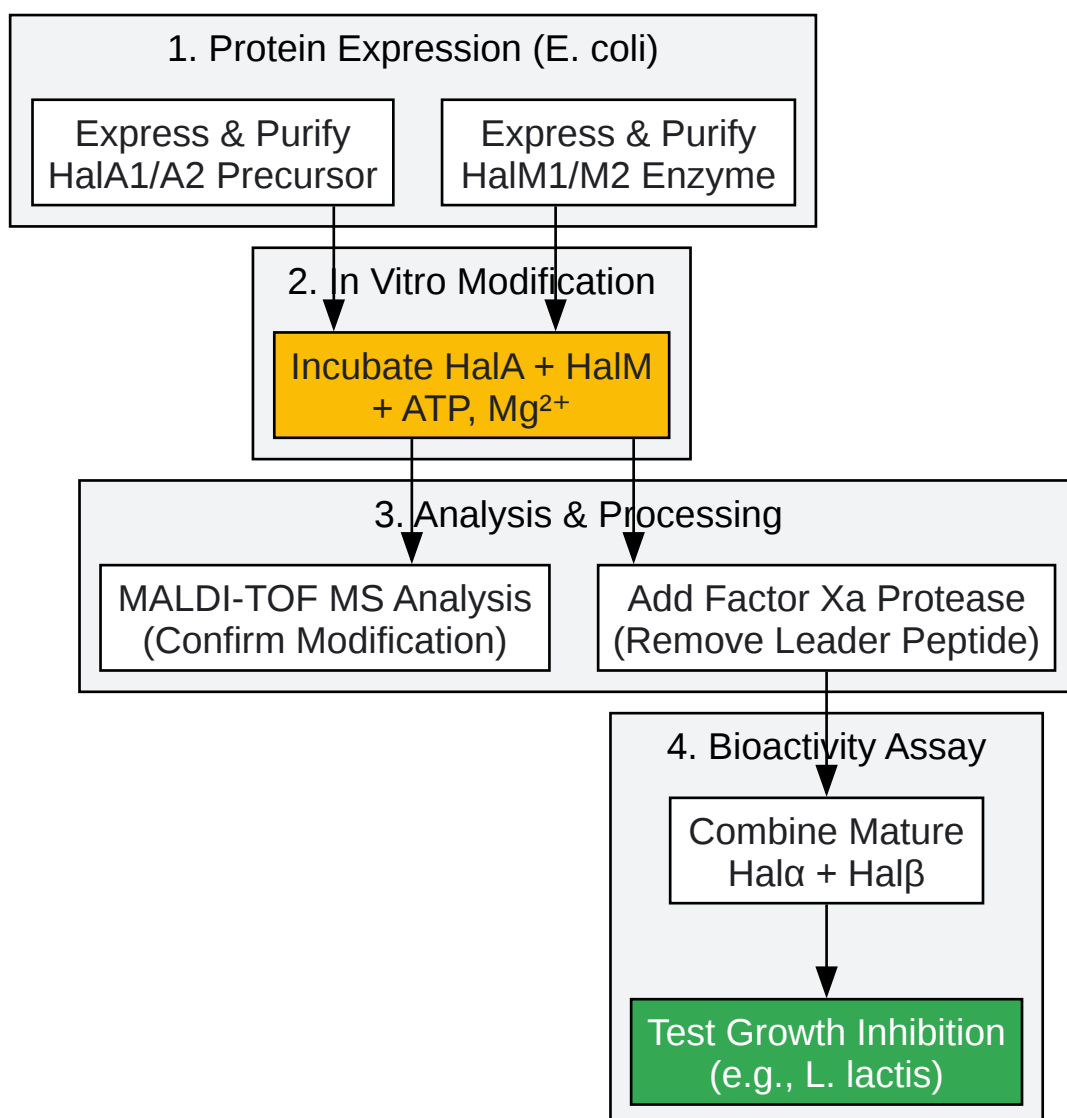 1. Protein Expression (E. coli)
Express & Purify
HalA1/A2 Precursor
Express & Purify
HalM1/M2 Enzyme
2. In Vitro Modification
Incubate HalA + HalM
+ ATP, Mg²⁺
3. Analysis & Processing
MALDI-TOF MS Analysis
(Confirm Modification)
Add Factor Xa Protease
(Remove Leader Peptide)
4. Bioactivity Assay
Combine Mature
Halα + Halβ
Test Growth Inhibition
(e.g., L. lactis)